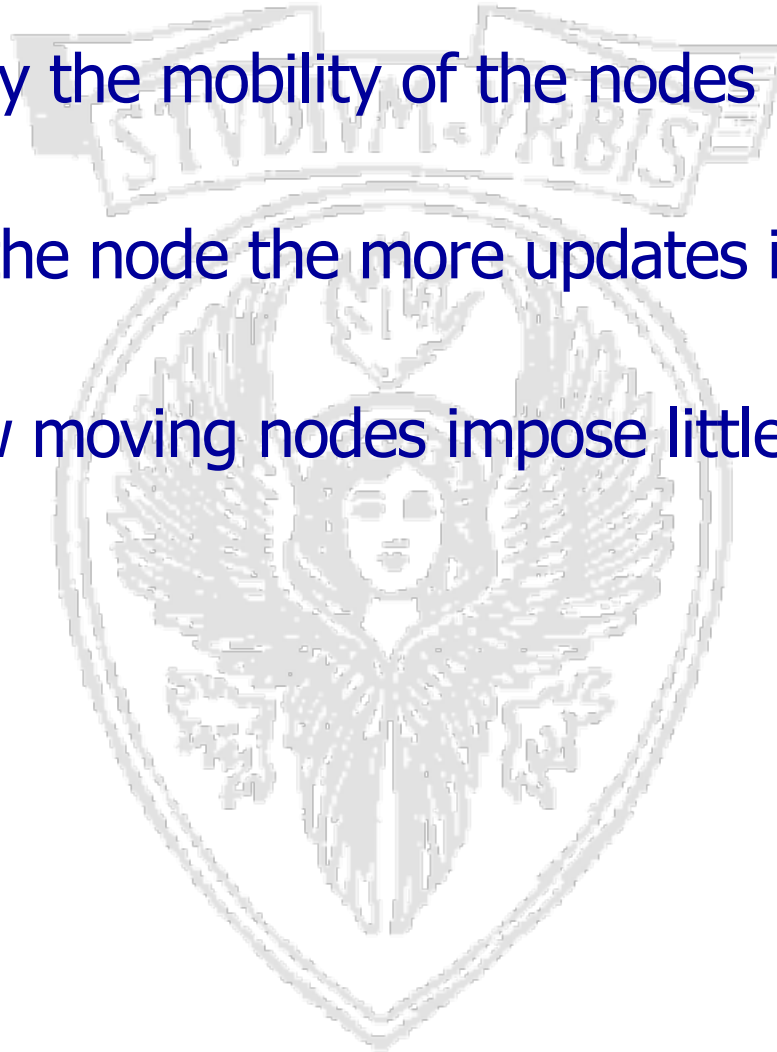 STVDIVM VRBIS
y the mobility of the nodes
he node the more updates i
w moving nodes impose little